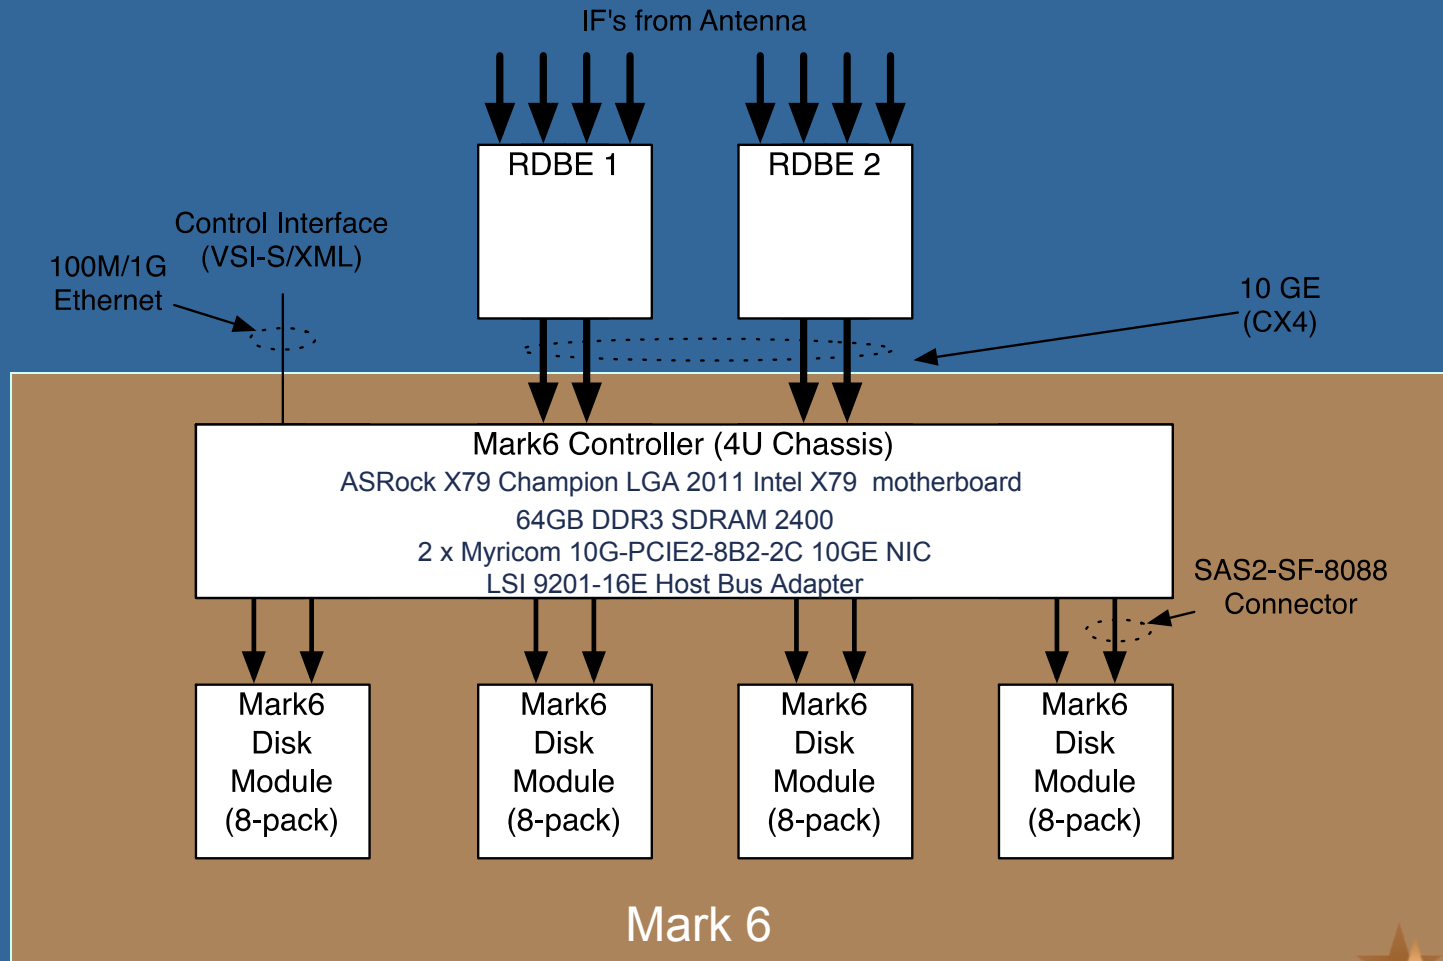 IF's from Antenna
RDBE 1
RDBE 2
Control Interface
(VSI-S/XML)
100M/1G
Ethernet
10 GE
(CX4)
Mark6 Controller (4U Chassis)
ASRock X79 Champion LGA 2011 Intel X79 motherboard
64GB DDR3 SDRAM 2400
2 x Myricom 10G-PCIE2-8B2-2C 10GE NIC
LSI 9201-16E Host Bus Adapter
SAS2-SF-8088
Connector
Mark6
Disk
Module
(8-pack)
Mark6
Disk
Module
(8-pack)
Mark6
Disk
Module
(8-pack)
Mark6
Disk
Module
(8-pack)
Mark 6